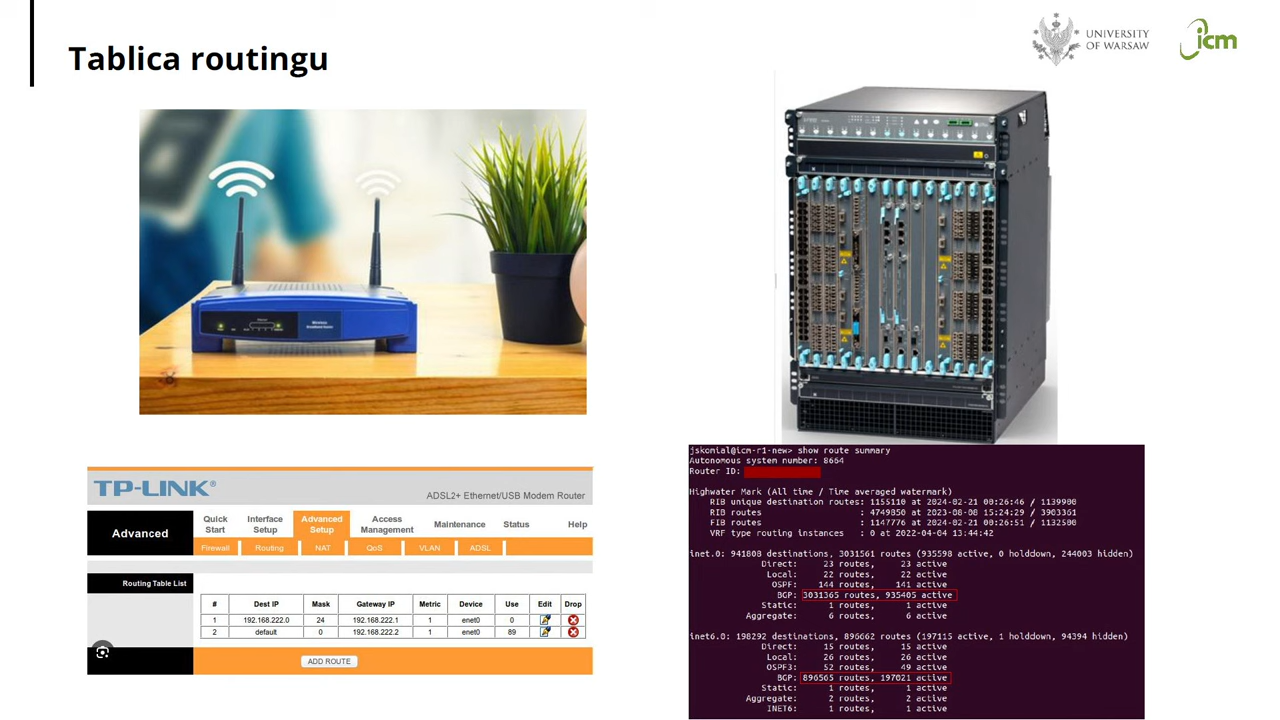 Tablica routingu
UNIVERSITY
OF WARSAW
icm
TP-LINK®
ADSL2+ Ethernet/USB Modem Router
Advanced
Quick Start
Interface Setup
Advanced Setup
Access Management
Maintenance
Status
Help
Firewall
Routing
NAT
QoS
VLAN
ADSL
Routing Table List
# Dest IP Mask Gateway IP Metric Device Use Edit Drop
1 192.168.222.0 24 192.168.222.1 1 enet0 0
2 default 0 192.168.222.2 1 enet0 89
ADD ROUTE
jskomial@icm-r1-new> show route summary
Autonomous system number: 8664
Router ID:
Highwater Mark (All time / Time averaged watermark)
RIB unique destination routes: 1155110 at 2024-02-21 00:26:46 / 1139900
RIB routes : 4749850 at 2023-08-08 15:24:29 / 3903361
FIB routes : 1147776 at 2024-02-21 00:26:51 / 1132500
VRF type routing instances : 0 at 2022-04-04 13:44:42
inet.0: 941808 destinations, 3031561 routes (935598 active, 0 holddown, 244003 hidden)
Direct: 23 routes, 23 active
Local: 22 routes, 22 active
OSPF: 144 routes, 141 active
BGP: 3031365 routes, 935405 active
Static: 1 routes, 1 active
Aggregate: 6 routes, 6 active
inet6.0: 198292 destinations, 896662 routes (197115 active, 1 holddown, 94394 hidden)
Direct: 15 routes, 15 active
Local: 26 routes, 26 active
OSPF3: 52 routes, 49 active
BGP: 896565 routes, 197021 active
Static: 1 routes, 1 active
Aggregate: 2 routes, 2 active
INET6: 1 routes, 1 active